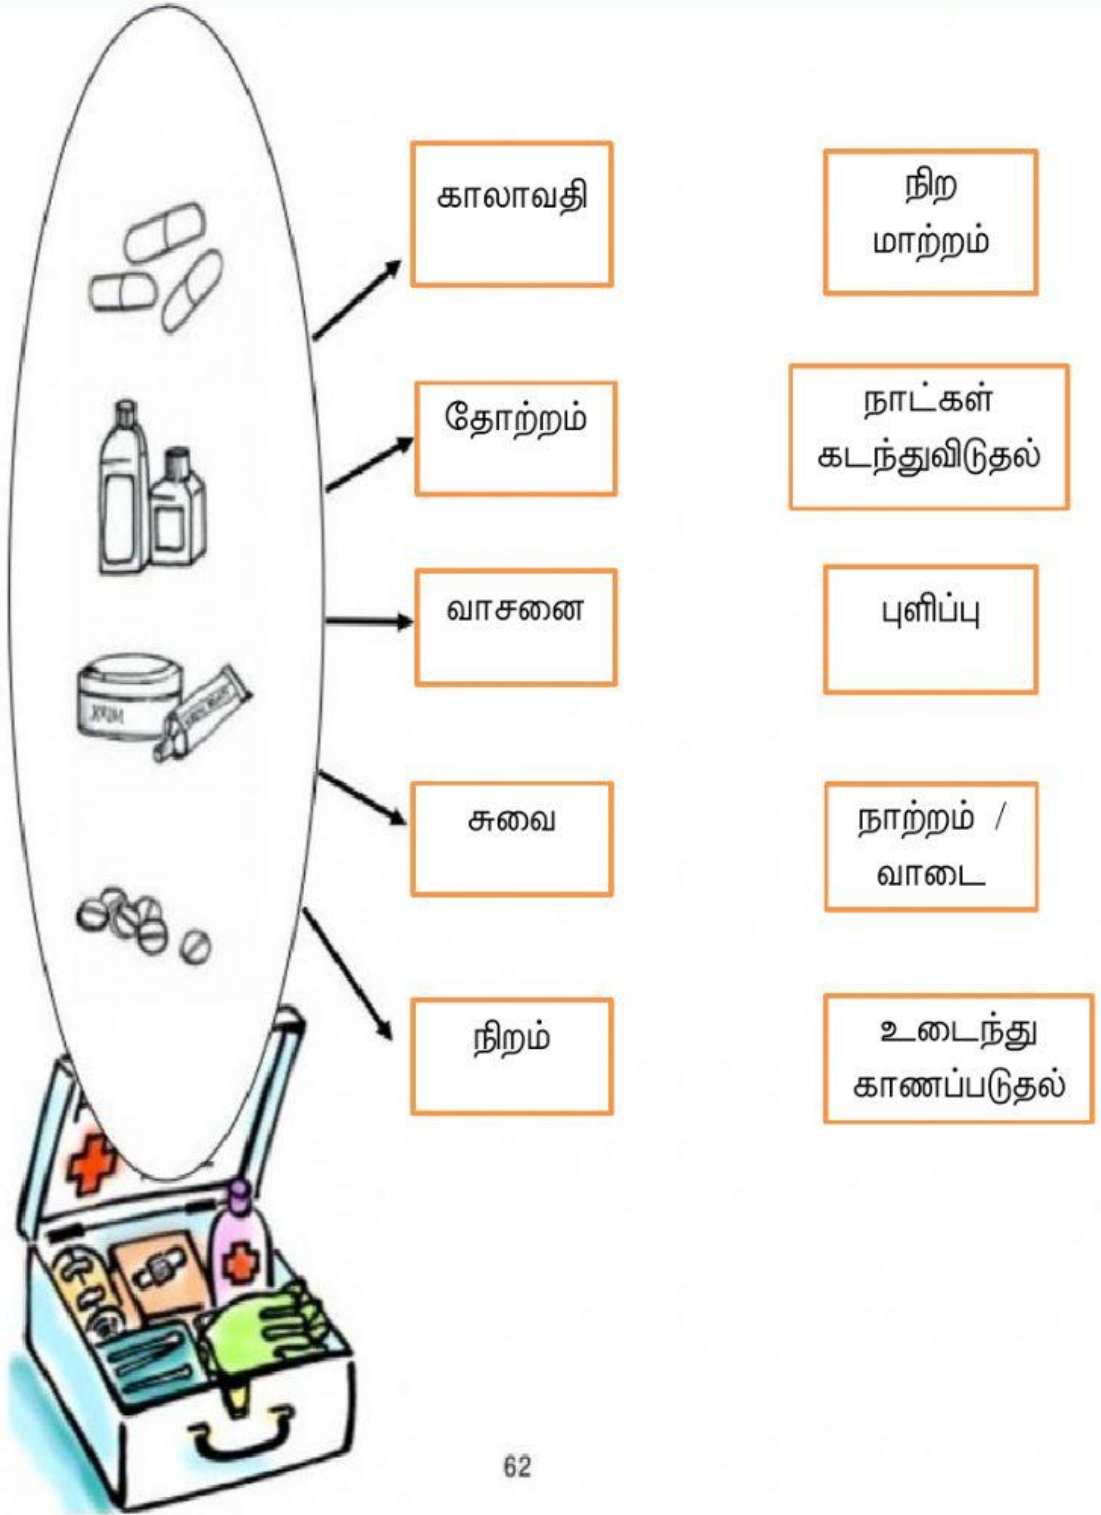 காலாவதி
தோற்றம்
வாசனை
சுவை
நிறம்
நிற
மாற்றம்
நாட்கள்
கடந்துவிடுதல்
புளிப்பு
நாற்றம் /
வாடை
உடைந்து
காணப்படுதல்
62